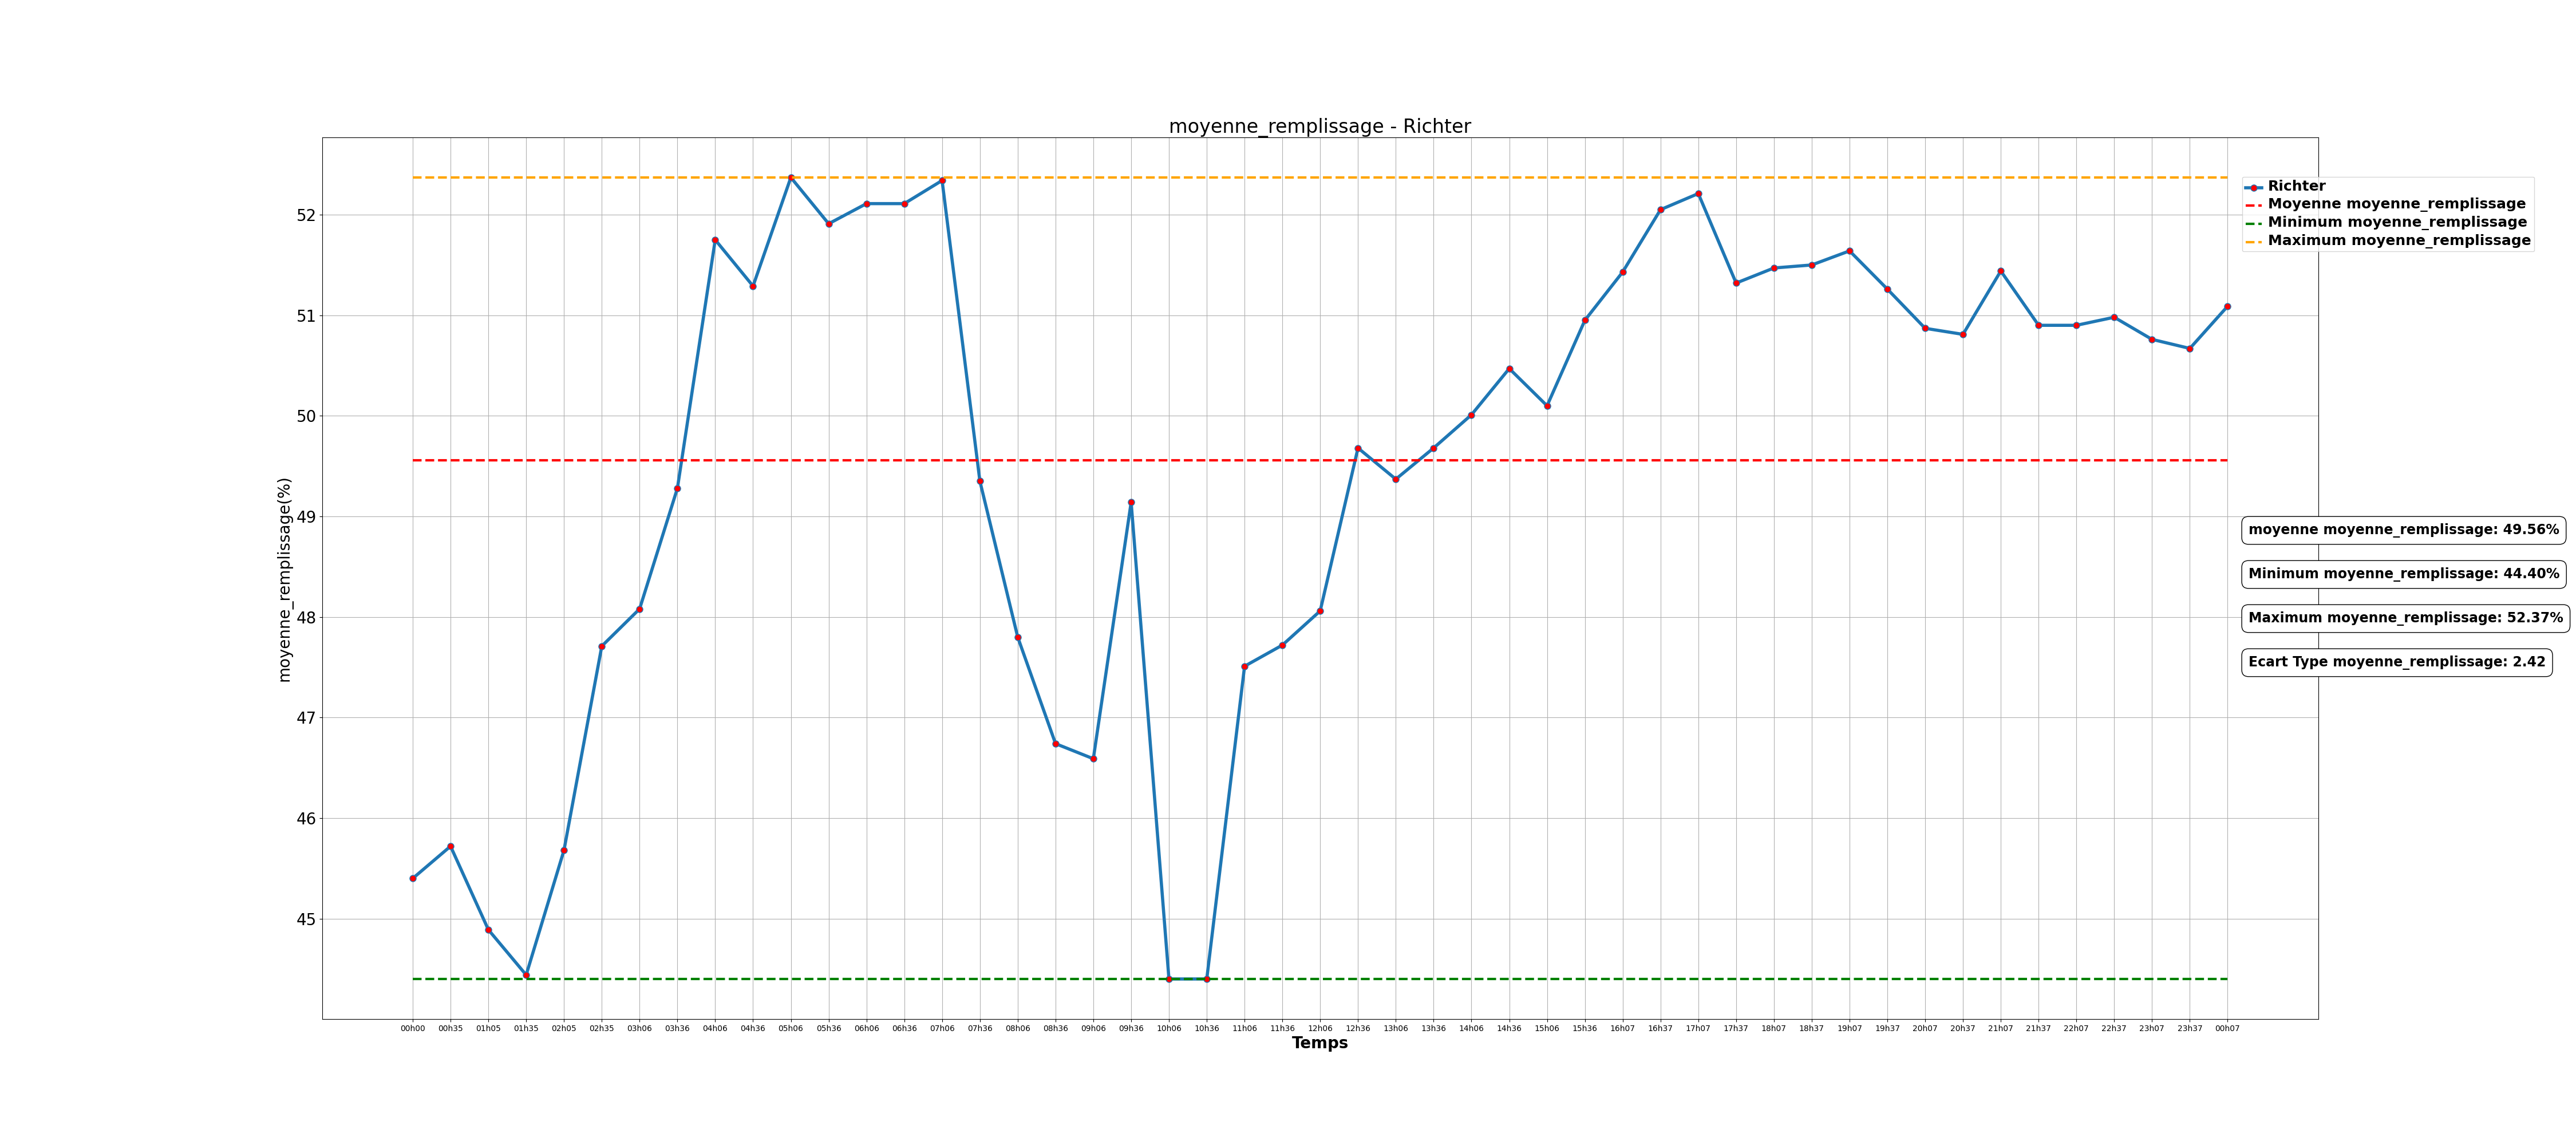 moyenne_remplissage - Richter
Richter
Moyenne moyenne_remplissage
Minimum moyenne_remplissage
Maximum moyenne_remplissage
52
51
50
49
48
47
46
45
moyenne_remplissage(%)
moyenne moyenne_remplissage: 49.56%
Minimum moyenne_remplissage: 44.40%
Maximum moyenne_remplissage: 52.37%
Ecart Type moyenne_remplissage: 2.42
00h00 00h35 01h05 01h35 02h05 02h35 03h06 03h36 04h06 04h36 05h06 05h36 06h06 06h36 07h06 07h36 08h06 08h36 09h06 09h36 10h06 10h36 11h06 11h36 12h06 12h36 13h06 13h36 14h06 14h36 15h06 15h36 16h07 16h37 17h07 17h37 18h07 18h37 19h07 19h37 20h07 20h37 21h07 21h37 22h07 22h37 23h07 23h37 00h07
Temps